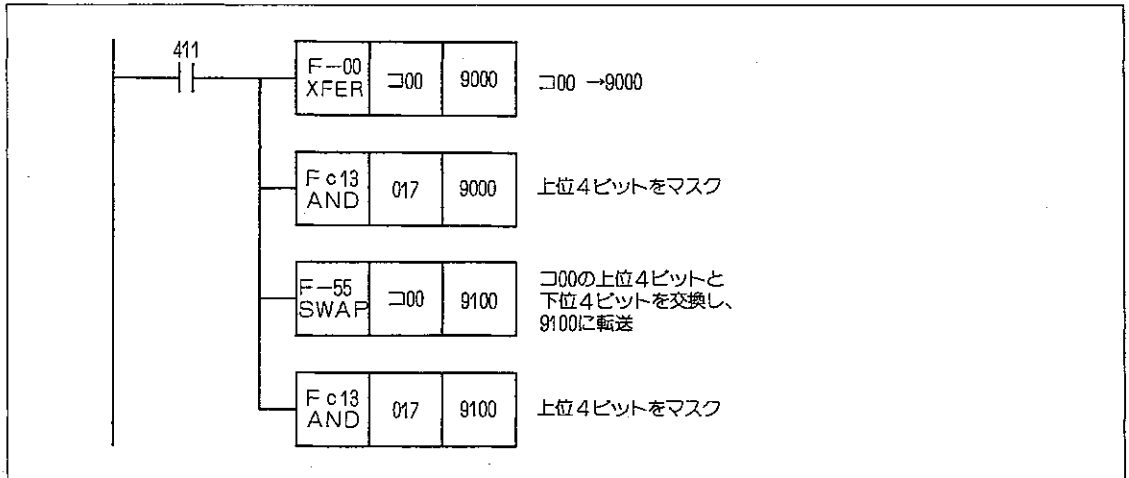 411
F-00
XFER
コ00
9000
コ00 →9000
Fc13
AND
017
9000
上位4ビットをマスク
F-55
SWAP
コ00
9100
コ00の上位4ビットと
下位4ビットを交換し、
9100に転送
Fc13
AND
017
9100
上位4ビットをマスク